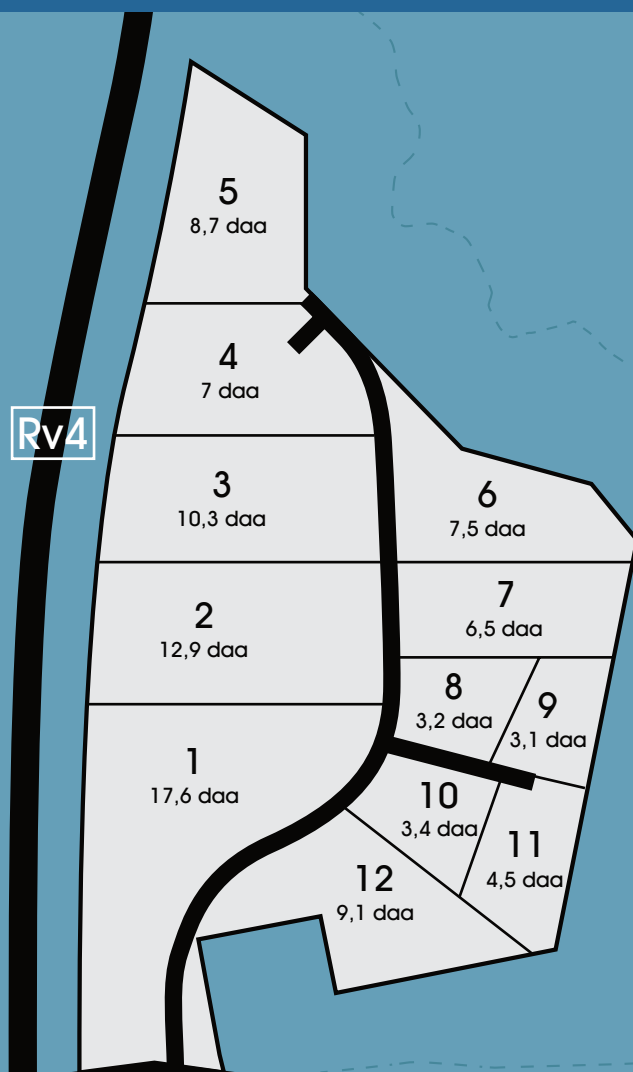 5
8,7 daa
4
7 daa
Rv4
3
10,3 daa
6
7,5 daa
7
6,5 daa
2
12,9 daa
8
3,2 daa
9
3,1 daa
1
17,6 daa
10
3,4 daa
11
4,5 daa
12
9,1 daa